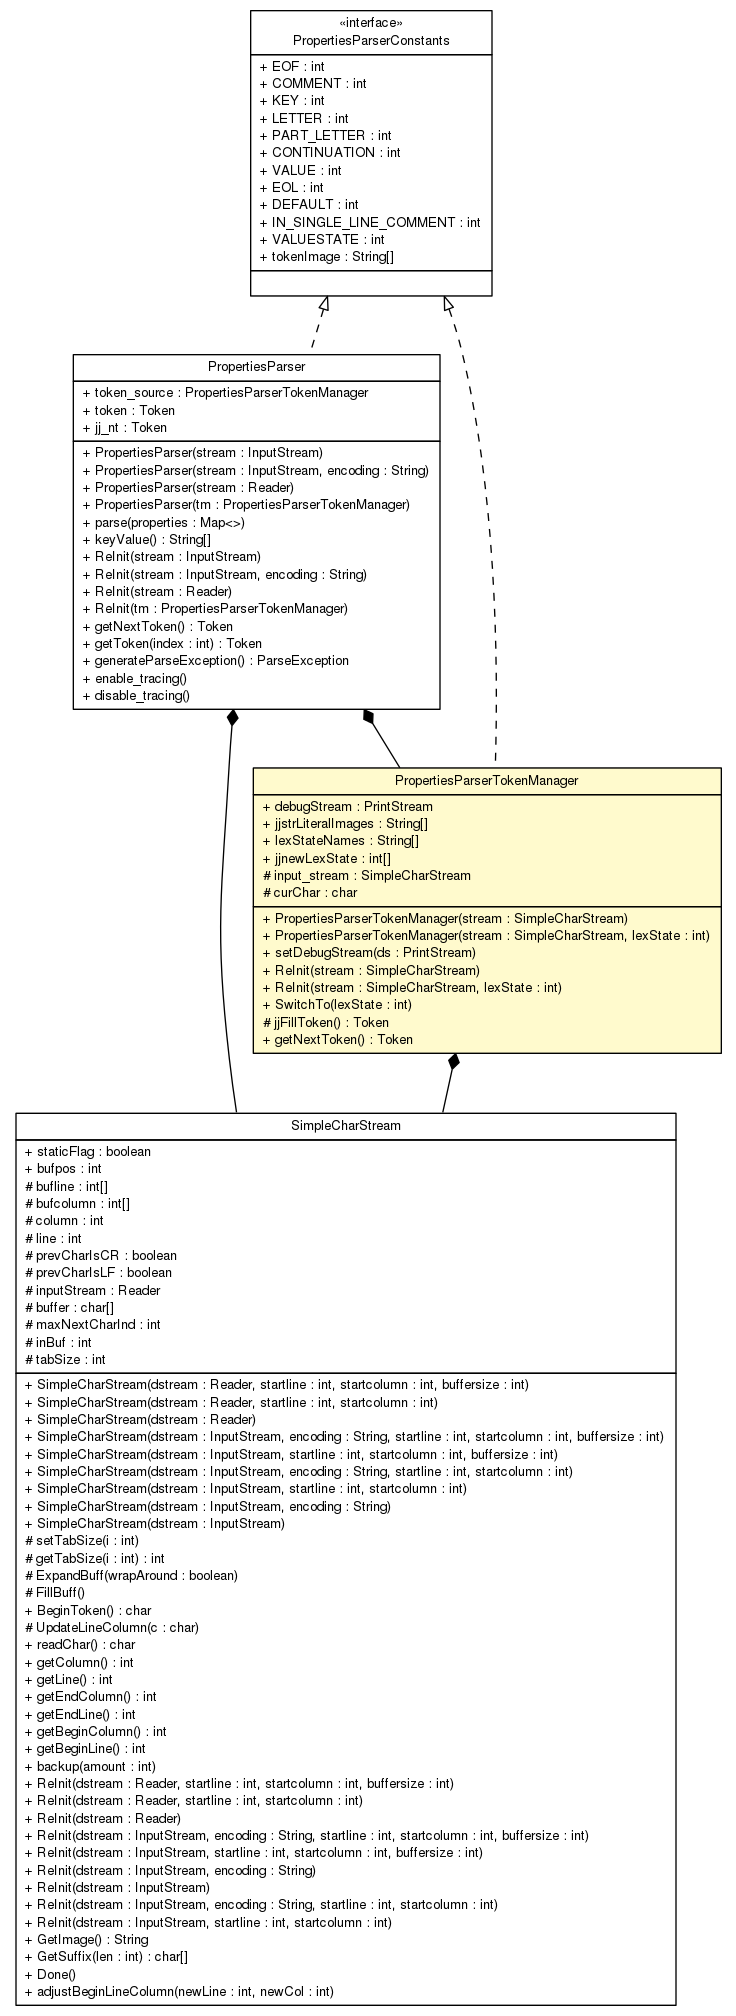 «interface»
PropertiesParserConstants
+ EOF : int
+ COMMENT : int
+ KEY : int
+ LETTER : int
+ PART_LETTER : int
+ CONTINUATION : int
+ VALUE : int
+ EOL : int
+ DEFAULT : int
+ IN_SINGLE_LINE_COMMENT : int
+ VALUESTATE : int
+ tokenImage : String[]
PropertiesParser
+ token_source : PropertiesParserTokenManager
+ token : Token
+ jj_nt : Token
+ PropertiesParser(stream : InputStream)
+ PropertiesParser(stream : InputStream, encoding : String)
+ PropertiesParser(stream : Reader)
+ PropertiesParser(tm : PropertiesParserTokenManager)
+ parse(properties : Map<>)
+ keyValue() : String[]
+ ReInit(stream : InputStream)
+ ReInit(stream : InputStream, encoding : String)
+ ReInit(stream : Reader)
+ ReInit(tm : PropertiesParserTokenManager)
+ getNextToken() : Token
+ getToken(index : int) : Token
+ generateParseException() : ParseException
+ enable_tracing()
+ disable_tracing()
PropertiesParserTokenManager
+ debugStream : PrintStream
+ jjstrLiteralImages : String[]
+ lexStateNames : String[]
+ jjnewLexState : int[]
# input_stream : SimpleCharStream
# curChar : char
+ PropertiesParserTokenManager(stream : SimpleCharStream)
+ PropertiesParserTokenManager(stream : SimpleCharStream, lexState : int)
+ setDebugStream(ds : PrintStream)
+ ReInit(stream : SimpleCharStream)
+ ReInit(stream : SimpleCharStream, lexState : int)
+ SwitchTo(lexState : int)
# jjFillToken() : Token
+ getNextToken() : Token
SimpleCharStream
+ staticFlag : boolean
+ bufpos : int
# bufline : int[]
# bufcolumn : int[]
# column : int
# line : int
# prevCharIsCR : boolean
# prevCharIsLF : boolean
# inputStream : Reader
# buffer : char[]
# maxNextCharInd : int
# inBuf : int
# tabSize : int
+ SimpleCharStream(dstream : Reader, startline : int, startcolumn : int, buffersize : int)
+ SimpleCharStream(dstream : Reader, startline : int, startcolumn : int)
+ SimpleCharStream(dstream : Reader)
+ SimpleCharStream(dstream : InputStream, encoding : String, startline : int, startcolumn : int, buffersize : int)
+ SimpleCharStream(dstream : InputStream, startline : int, startcolumn : int, buffersize : int)
+ SimpleCharStream(dstream : InputStream, encoding : String, startline : int, startcolumn : int)
+ SimpleCharStream(dstream : InputStream, startline : int, startcolumn : int)
+ SimpleCharStream(dstream : InputStream, encoding : String)
+ SimpleCharStream(dstream : InputStream)
# setTabSize(i : int)
# getTabSize(i : int) : int
# ExpandBuff(wrapAround : boolean)
# FillBuff()
+ BeginToken() : char
# UpdateLineColumn(c : char)
+ readChar() : char
+ getColumn() : int
+ getLine() : int
+ getEndColumn() : int
+ getEndLine() : int
+ getBeginColumn() : int
+ getBeginLine() : int
+ backup(amount : int)
+ ReInit(dstream : Reader, startline : int, startcolumn : int, buffersize : int)
+ ReInit(dstream : Reader, startline : int, startcolumn : int)
+ ReInit(dstream : Reader)
+ ReInit(dstream : InputStream, encoding : String, startline : int, startcolumn : int, buffersize : int)
+ ReInit(dstream : InputStream, startline : int, startcolumn : int, buffersize : int)
+ ReInit(dstream : InputStream, encoding : String)
+ ReInit(dstream : InputStream)
+ ReInit(dstream : InputStream, encoding : String, startline : int, startcolumn : int)
+ ReInit(dstream : InputStream, startline : int, startcolumn : int)
+ GetImage() : String
+ GetSuffix(len : int) : char[]
+ Done()
+ adjustBeginLineColumn(newLine : int, newCol : int)